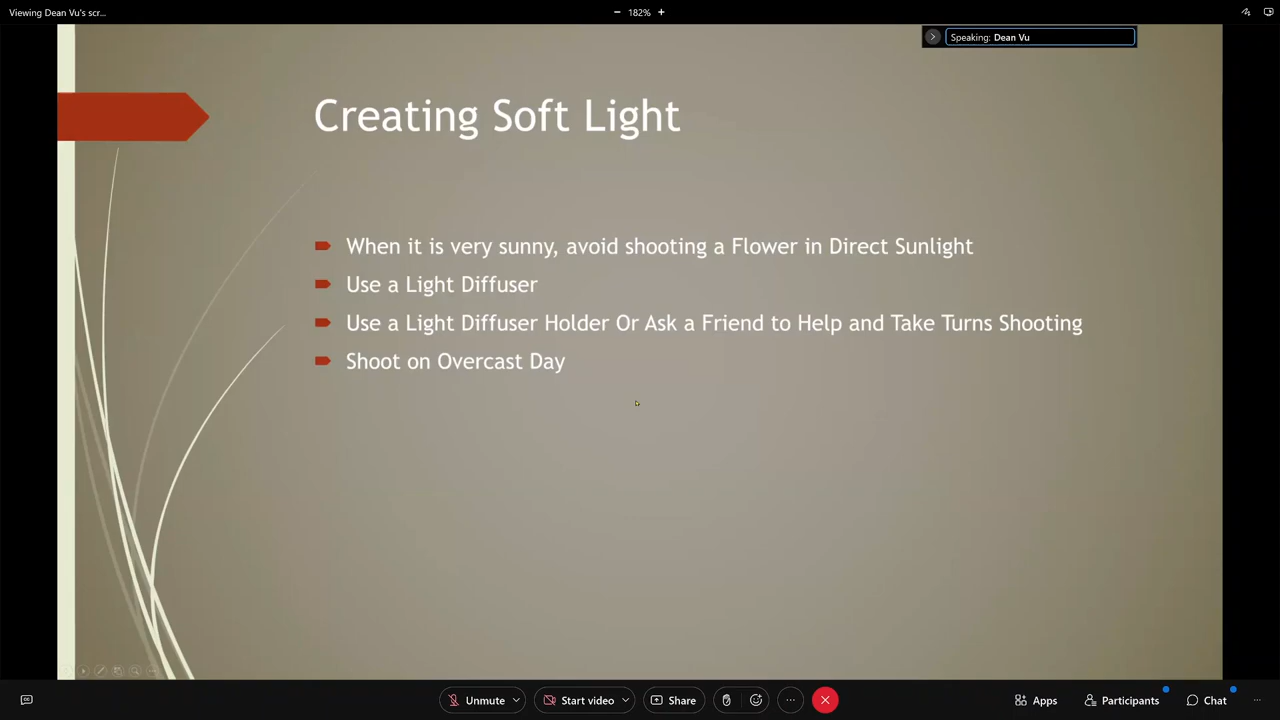 Viewing Dean Vu's scr...
182%
Speaking: Dean Vu
Creating Soft Light
When it is very sunny, avoid shooting a Flower in Direct Sunlight
Use a Light Diffuser
Use a Light Diffuser Holder Or Ask a Friend to Help and Take Turns Shooting
Shoot on Overcast Day
Unmute
Start video
Share
Apps
Participants
Chat